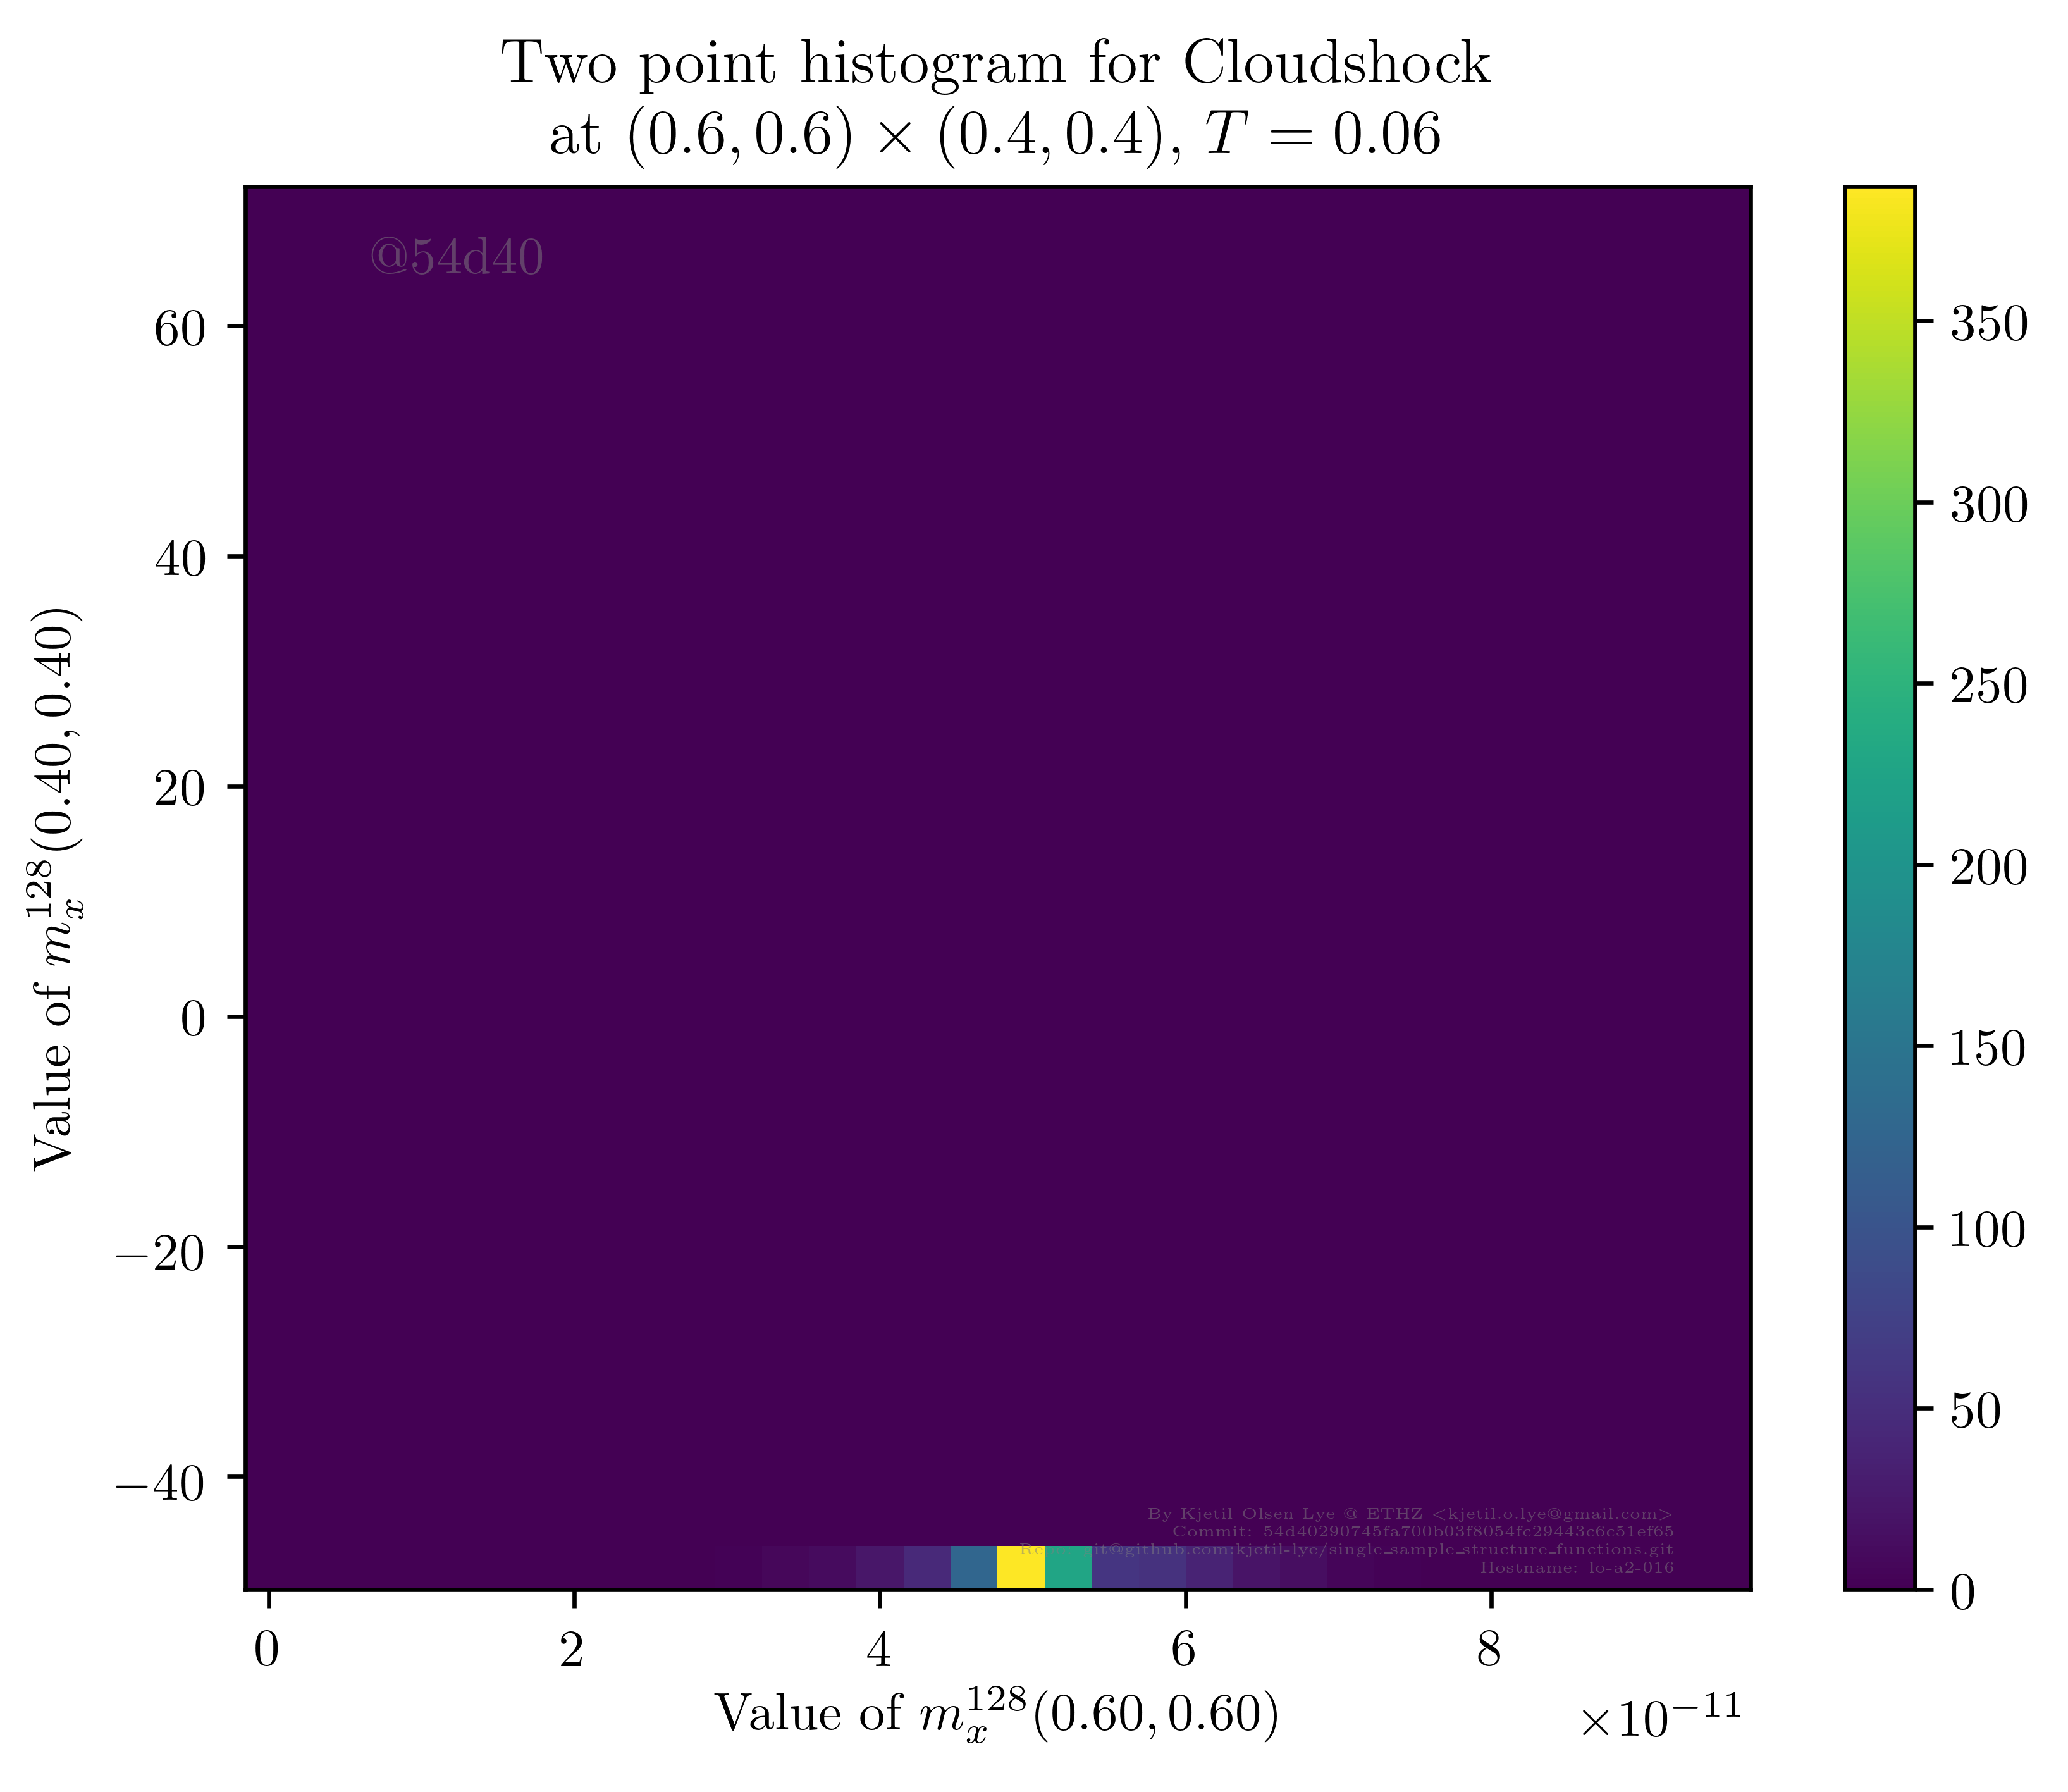 Two point histogram for Cloudshock
at (0.6, 0.6) × (0.4, 0.4), T = 0.06
@54d40
60
40
20
0
−20
−40
Value of m_x^{128}(0.40, 0.40)
350
300
250
200
150
100
50
0
By Kjetil Olsen Lye @ ETHZ <kjetil.o.lye@gmail.com>
Commit: 54d40290745fa700b03f8054fc29443c6c51ef65
it@github.com:kjetil-lye/single_sample_structure_functions.git
Hostname: lo-a2-016
0 2 4 6 8
Value of m_x^{128}(0.60, 0.60)
×10^{−11}